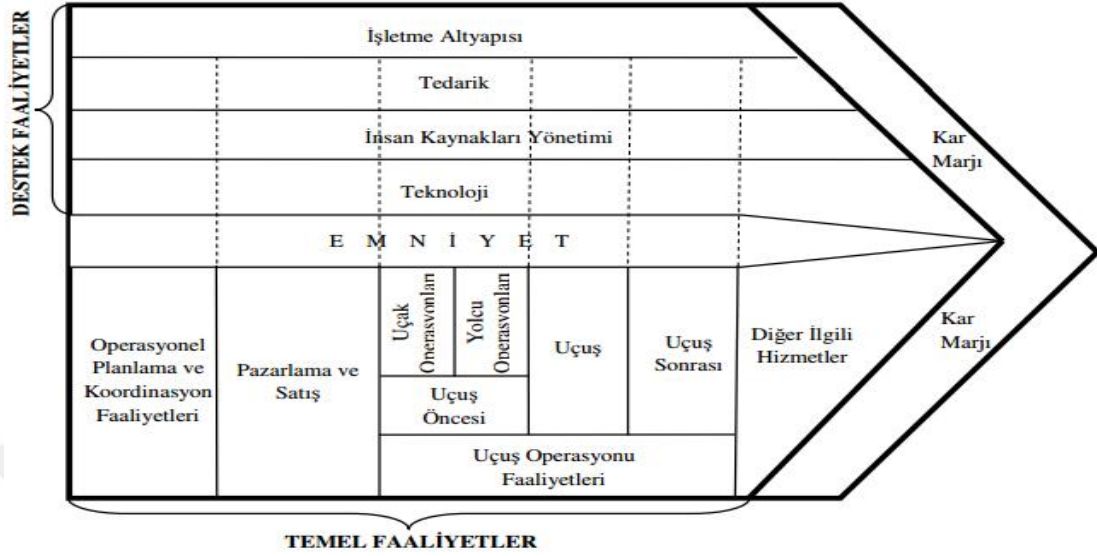 DESTEK FAALİYETLER
İşletme Altyapısı
Tedarik
İnsan Kaynakları Yönetimi
Teknoloji
E M N İ Y E T
Kar
Marjı
Operasyonel
Planlama ve
Koordinasyon
Faaliyetleri
Pazarlama ve
Satış
Uçak
Operasyonları
Yolcu
Operasyonları
Uçuş
Öncesi
Uçuş
Uçuş
Sonrası
Uçuş Operasyonu
Faaliyetleri
Diğer İlgili
Hizmetler
Kar
Marjı
TEMEL FAALİYETLER